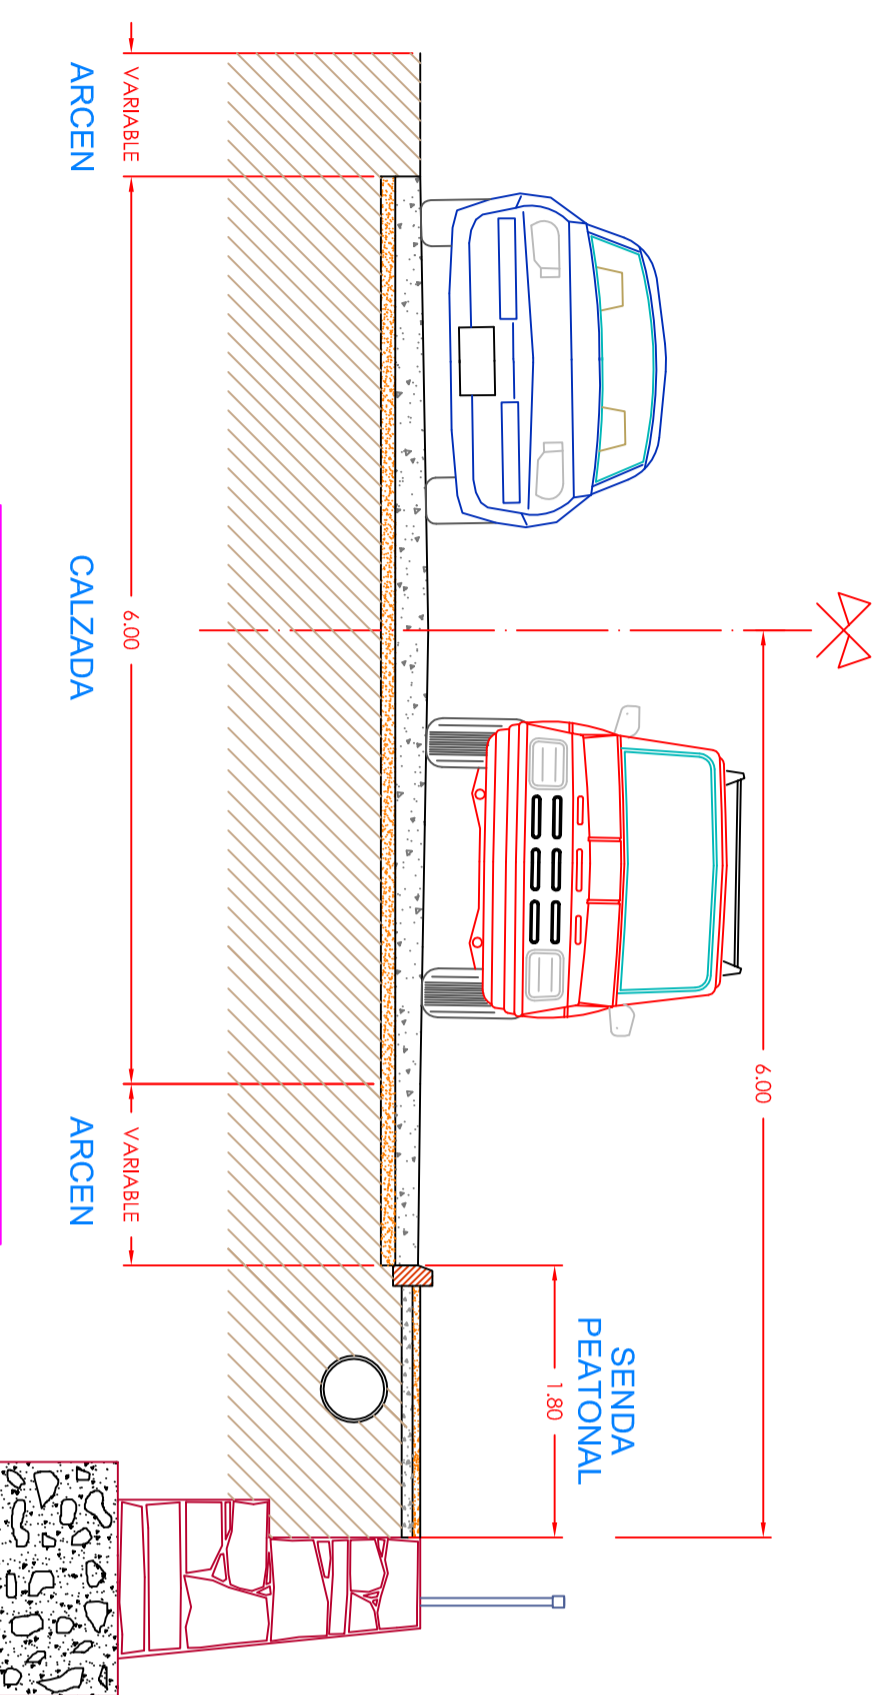 6.00
SENDA
PEATONAL
1.80
VARIABLE
6.00
VARIABLE
ARCEN
CALZADA
ARCEN